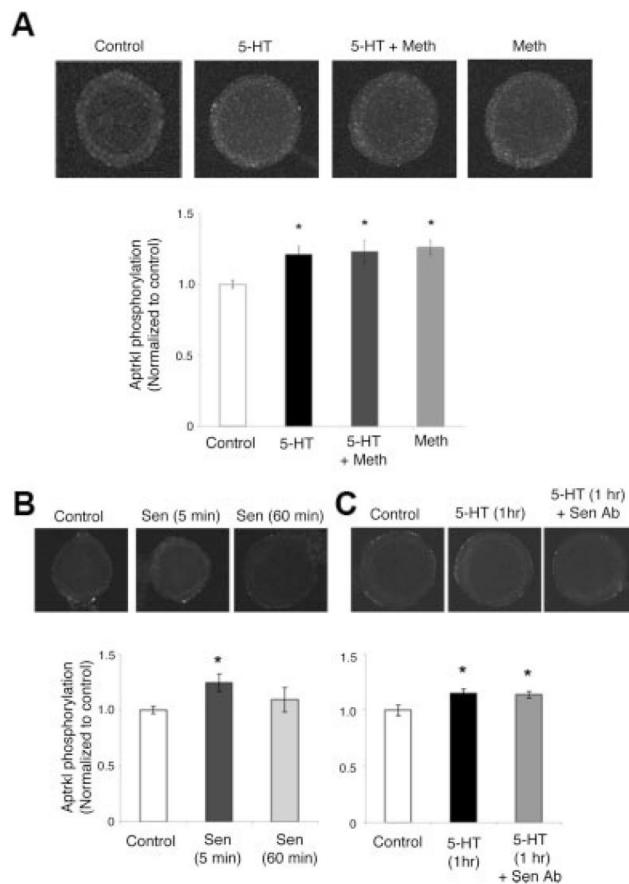 A
Control 5-HT 5-HT + Meth Meth
Aptrkl phosphorylation
(Normalized to control)
1.5
1.0
0.5
0
* * *
Control 5-HT 5-HT + Meth Meth
B
Control Sen (5 min) Sen (60 min)
C
Control 5-HT (1hr) 5-HT (1 hr) + Sen Ab
Aptrkl phosphorylation
(Normalized to control)
1.5
1.0
0.5
0
*
Control Sen (5 min) Sen (60 min)
1.5
1.0
0.5
0
* *
Control 5-HT (1hr) 5-HT (1 hr) + Sen Ab